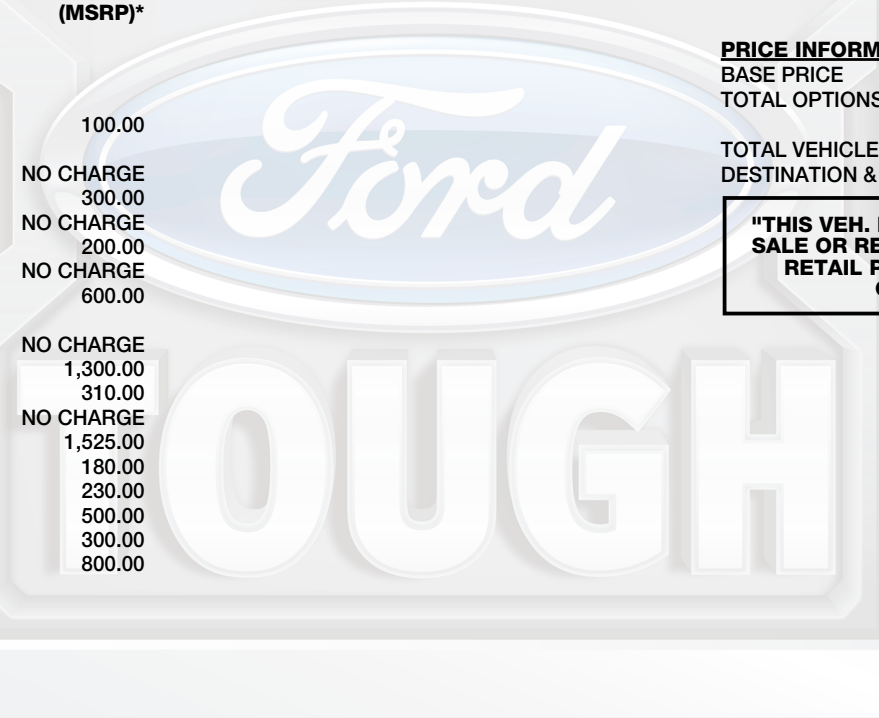 (MSRP)*
100.00
NO CHARGE
300.00
NO CHARGE
200.00
NO CHARGE
600.00
NO CHARGE
1,300.00
310.00
NO CHARGE
1,525.00
180.00
230.00
500.00
300.00
800.00
PRICE INFORM
BASE PRICE
TOTAL OPTIONS
TOTAL VEHICLE
DESTINATION &
"THIS VEH.
SALE OR RE
RETAIL P
Ford
TOUGH